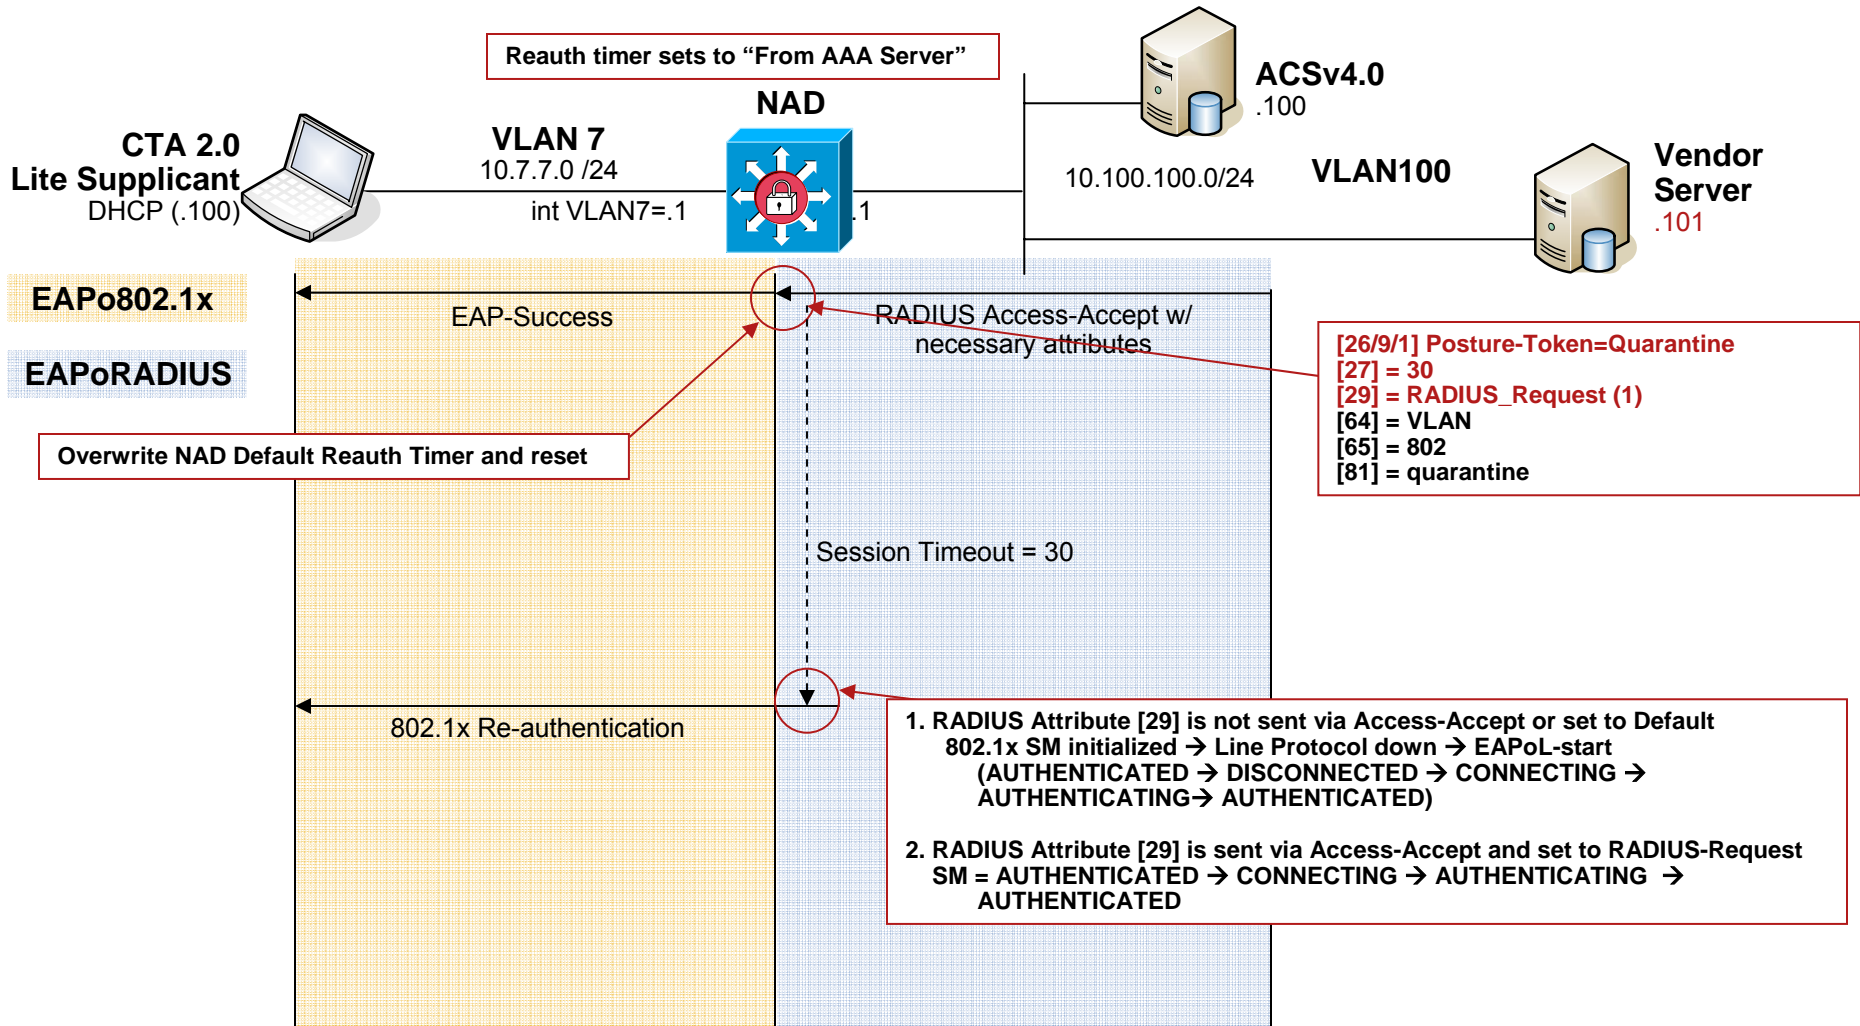 Reauth timer sets to “From AAA Server”
NAD
ACSv4.0
.100
CTA 2.0
Lite Supplicant
DHCP (.100)
VLAN 7
10.7.7.0 /24
int VLAN7=.1
.1
10.100.100.0/24
VLAN100
Vendor
Server
.101
EAPo802.1x
EAPoRADIUS
EAP-Success
RADIUS Access-Accept w/
necessary attributes
[26/9/1] Posture-Token=Quarantine
[27] = 30
[29] = RADIUS_Request (1)
[64] = VLAN
[65] = 802
[81] = quarantine
Overwrite NAD Default Reauth Timer and reset
Session Timeout = 30
802.1x Re-authentication
1. RADIUS Attribute [29] is not sent via Access-Accept or set to Default
802.1x SM initialized → Line Protocol down → EAPoL-start
(AUTHENTICATED → DISCONNECTED → CONNECTING →
AUTHENTICATING→ AUTHENTICATED)
2. RADIUS Attribute [29] is sent via Access-Accept and set to RADIUS-Request
SM = AUTHENTICATED → CONNECTING → AUTHENTICATING →
AUTHENTICATED